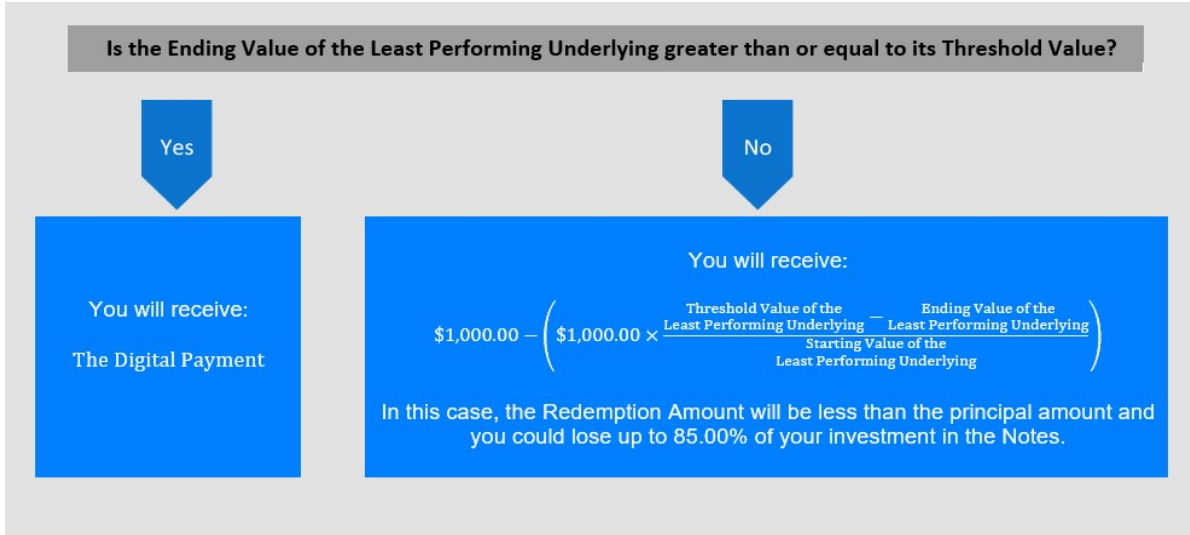 Is the Ending Value of the Least Performing Underlying greater than or equal to its Threshold Value?
Yes
No
You will receive:
The Digital Payment
You will receive:
$1,000.00 − ( $1,000.00 × Threshold Value of the Least Performing Underlying − Ending Value of the Least Performing Underlying / Starting Value of the Least Performing Underlying )
In this case, the Redemption Amount will be less than the principal amount and
you could lose up to 85.00% of your investment in the Notes.